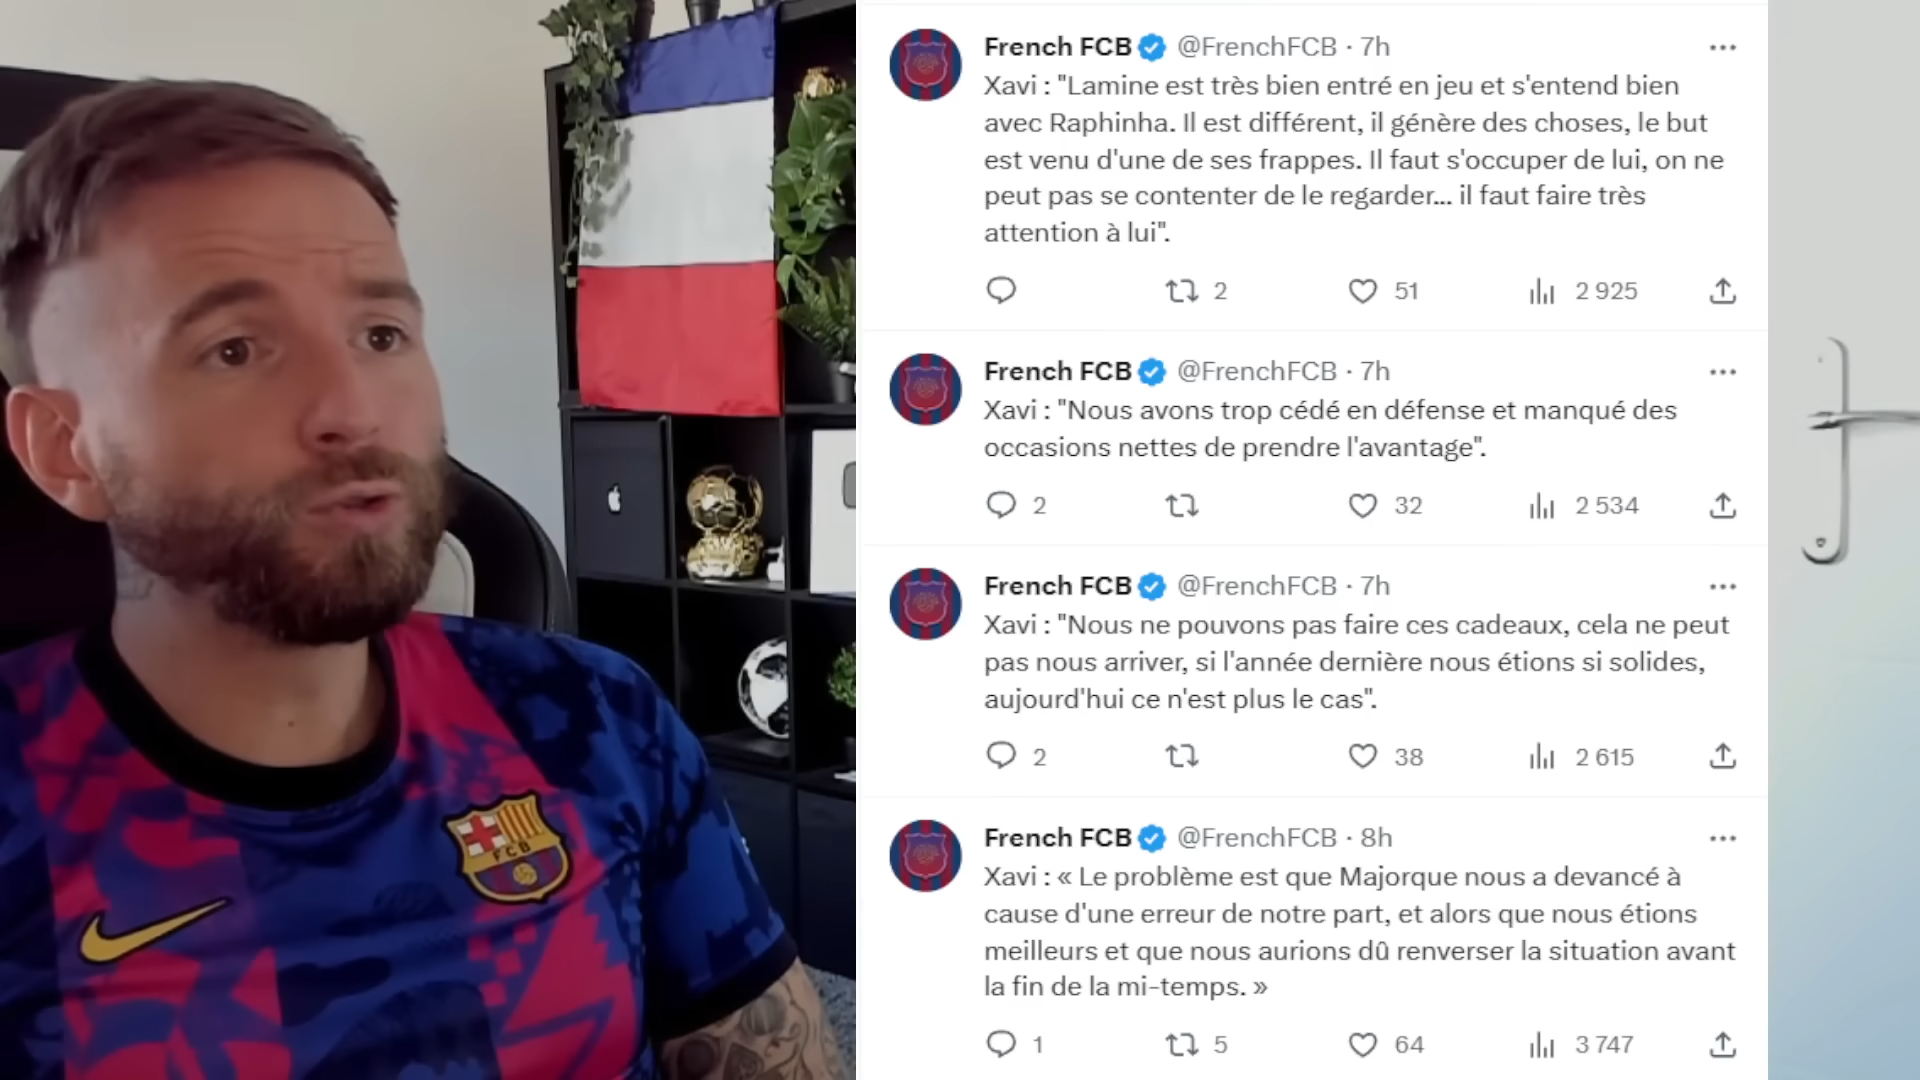 French FCB @FrenchFCB · 7h
Xavi : "Lamine est très bien entré en jeu et s'entend bien
avec Raphinha. Il est différent, il génère des choses, le but
est venu d'une de ses frappes. Il faut s'occuper de lui, on ne
peut pas se contenter de le regarder... il faut faire très
attention à lui".
2 51 2 925
French FCB @FrenchFCB · 7h
Xavi : "Nous avons trop cédé en défense et manqué des
occasions nettes de prendre l'avantage".
2 32 2 534
French FCB @FrenchFCB · 7h
Xavi : "Nous ne pouvons pas faire ces cadeaux, cela ne peut
pas nous arriver, si l'année dernière nous étions si solides,
aujourd'hui ce n'est plus le cas".
2 38 2 615
French FCB @FrenchFCB · 8h
Xavi : « Le problème est que Majorque nous a devancé à
cause d'une erreur de notre part, et alors que nous étions
meilleurs et que nous aurions dû renverser la situation avant
la fin de la mi-temps. »
1 5 64 3 747
FCB